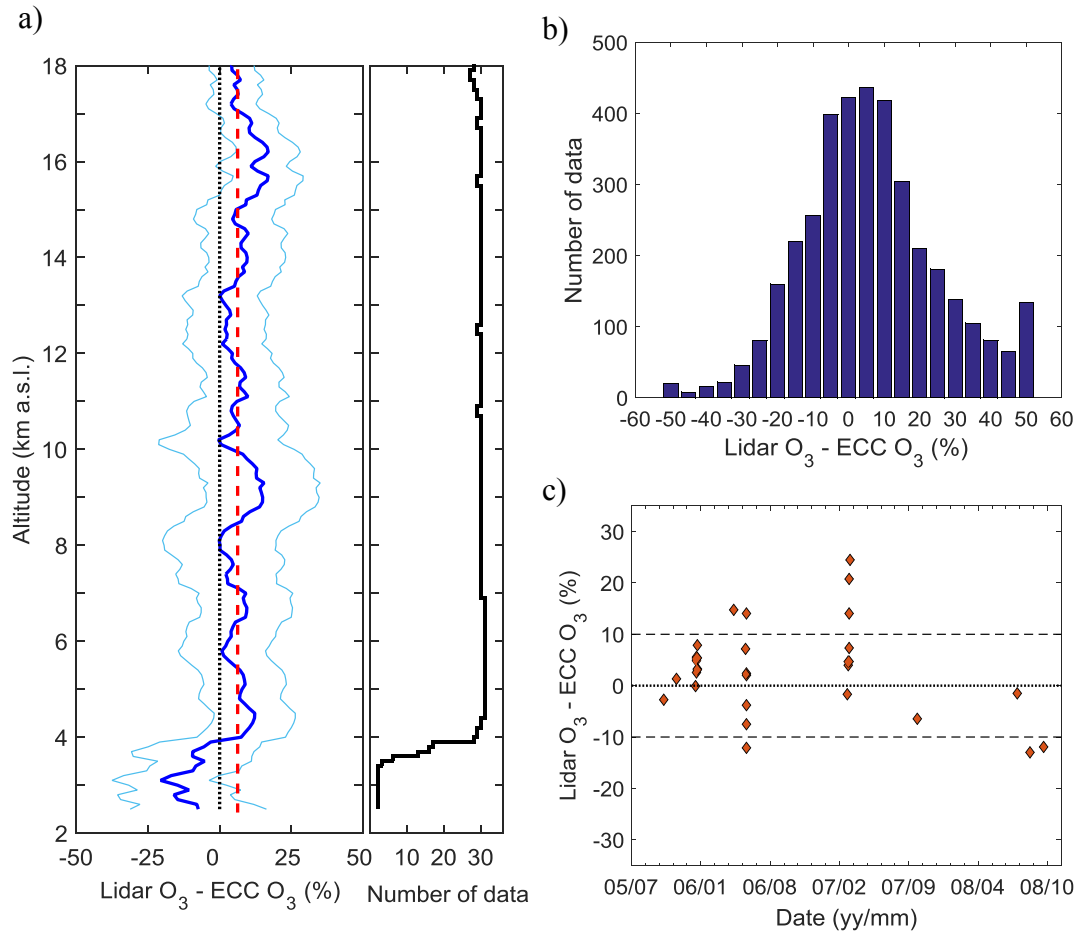 a)
18
16
14
12
10
8
6
4
2
Altitude (km a.s.l.)
-50 -25 0 25 50
Lidar O3 - ECC O3 (%)
10 20 30
Number of data
b)
500
400
300
200
100
0
Number of data
-60 -50 -40 -30 -20 -10 0 10 20 30 40 50 60
Lidar O3 - ECC O3 (%)
c)
30
20
10
0
-10
-20
-30
Lidar O3 - ECC O3 (%)
05/07 06/01 06/08 07/02 07/09 08/04 08/10
Date (yy/mm)